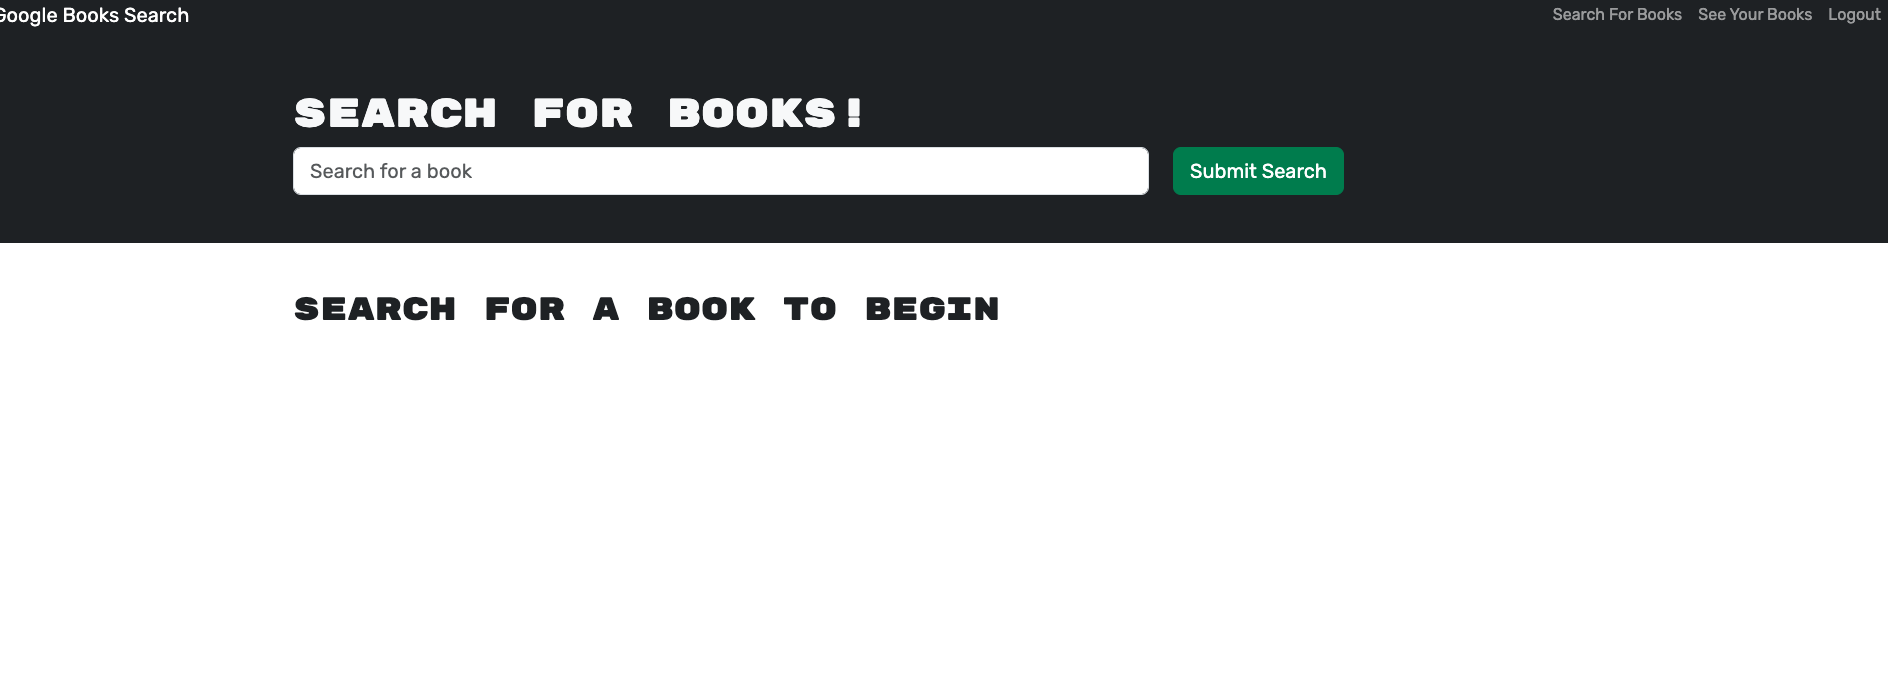 Google Books Search
Search For Books See Your Books Logout
SEARCH FOR BOOKS!
Search for a book
Submit Search
SEARCH FOR A BOOK TO BEGIN